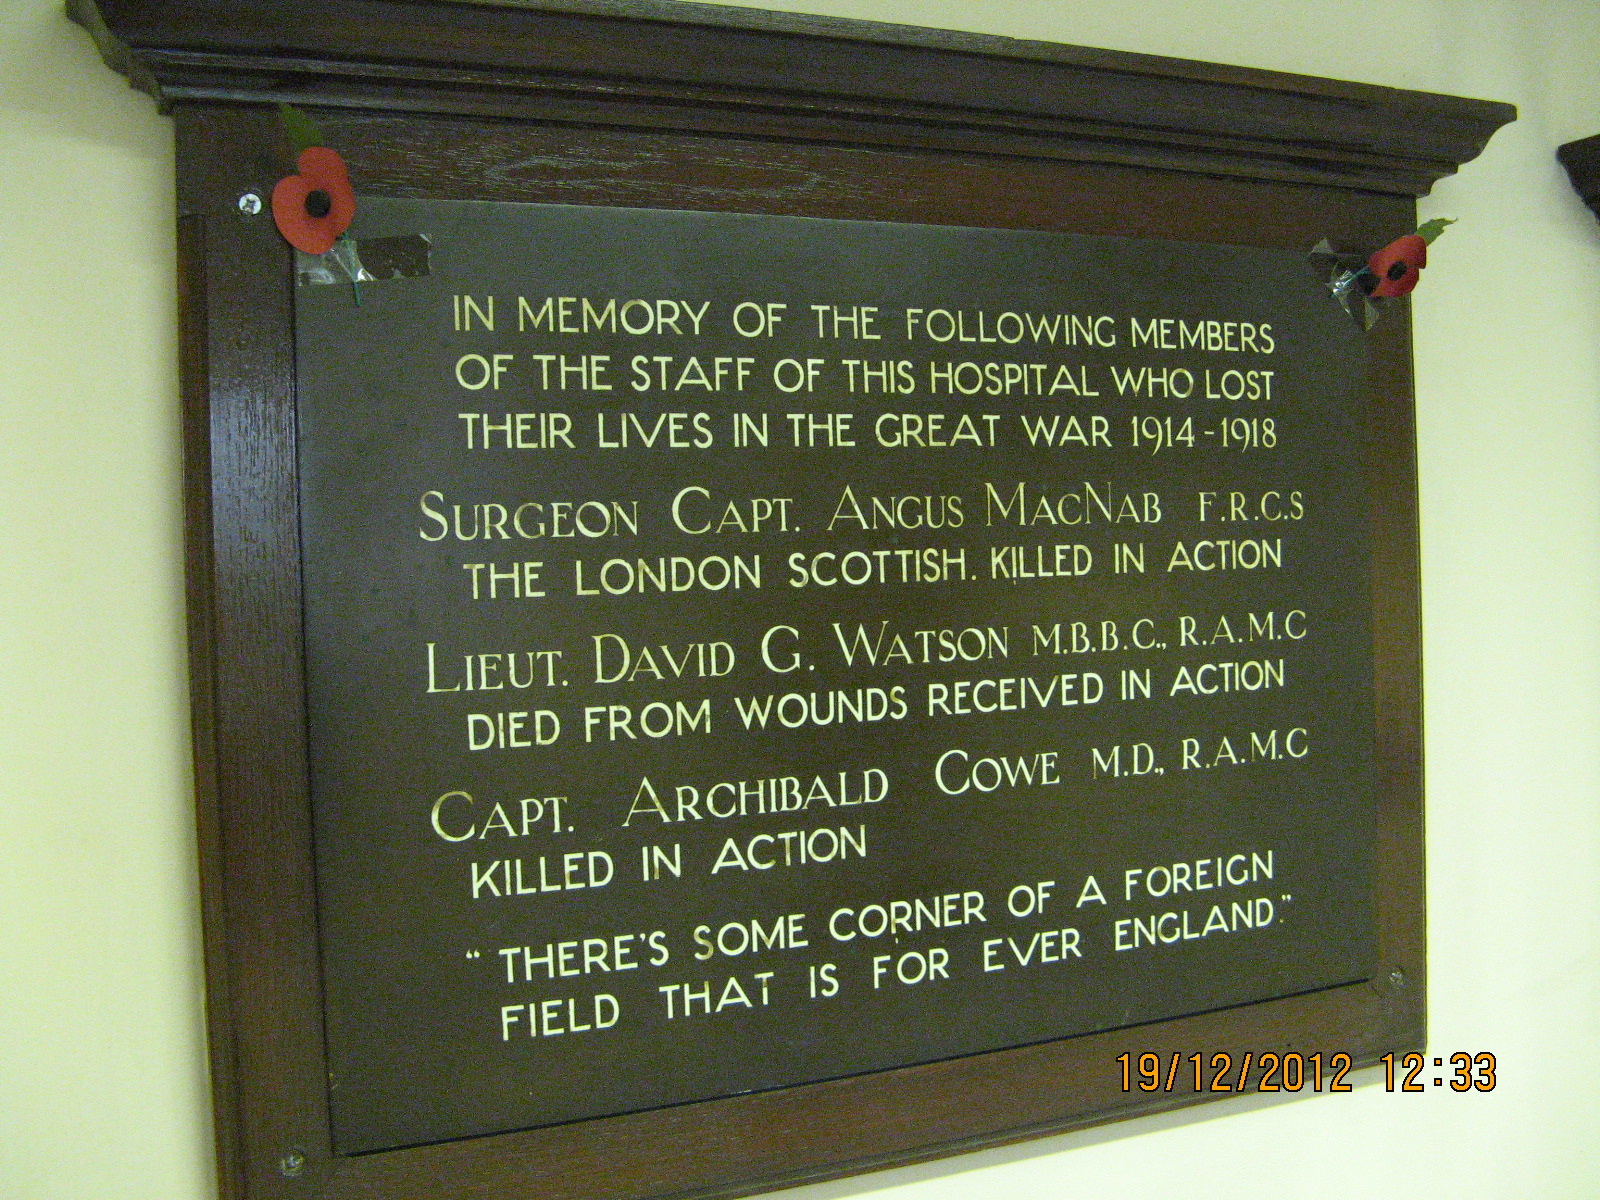 IN MEMORY OF THE FOLLOWING MEMBERS
OF THE STAFF OF THIS HOSPITAL WHO LOST
THEIR LIVES IN THE GREAT WAR 1914-1918
SURGEON CAPT. ANGUS MACNAB F.R.C.S
THE LONDON SCOTTISH. KILLED IN ACTION
LIEUT. DAVID G. WATSON M.B.B.C., R.A.M.C
DIED FROM WOUNDS RECEIVED IN ACTION
CAPT. ARCHIBALD COWE M.D., R.A.M.C
KILLED IN ACTION
" THERE'S SOME CORNER OF A FOREIGN
FIELD THAT IS FOR EVER ENGLAND."
19/12/2012 12:33